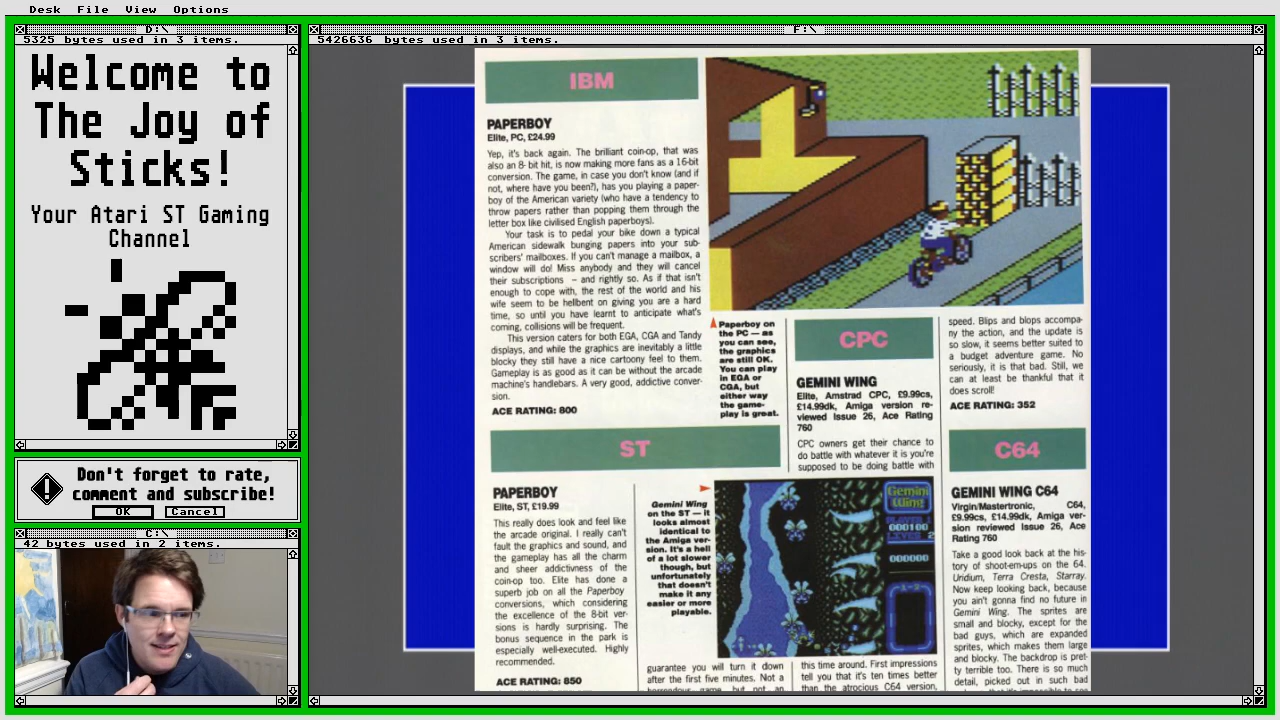 Desk File View Options
D:\
5325 bytes used in 3 items.
Welcome to
The Joy of
Sticks!
Your Atari ST Gaming
Channel
Don't forget to rate,
comment and subscribe!
OK Cancel
C:\
42 bytes used in 2 items.
F:\
5426636 bytes used in 3 items.
IBM
PAPERBOY
Elite, PC, £24.99
Yep, it's back again. The brilliant coin-op, that was
also an 8- bit hit, is now making more fans as a 16-bit
conversion. The game, in case you don't know (and if
not, where have you been?), has you playing a paper-
boy of the American variety (who have a tendency to
throw papers rather than popping them through the
letter box like civilised English paperboys).
Your task is to pedal your bike down a typical
American sidewalk bunging papers into your sub-
scribers' mailboxes. If you can't manage a mailbox, a
window will do! Miss anybody and they will cancel
their subscriptions – and rightly so. As if that isn't
enough to cope with, the rest of the world and his
wife seem to be hellbent on giving you are a hard
time, so until you have learnt to anticipate what's
coming, collisions will be frequent.
This version caters for both EGA, CGA and Tandy
displays, and while the graphics are inevitably a little
blocky they still have a nice cartoony feel to them.
Gameplay is as good as it can be without the arcade
machine's handlebars. A very good, addictive conver-
sion.
ACE RATING: 800
Paperboy on
the PC — as
you can see,
the graphics
are still OK.
You can play
in EGA or
CGA, but
either way
the game-
play is great.
ST
PAPERBOY
Elite, ST, £19.99
This really does look and feel like
the arcade original. I really can't
fault the graphics and sound, and
the gameplay has all the charm
and sheer addictivness of the
coin-op too. Elite has done a
superb job on all the Paperboy
conversions, which considering
the excellence of the 8-bit ver-
sions is hardly surprising. The
bonus sequence in the park is
especially well-executed. Highly
recommended.
ACE RATING: 850
Gemini Wing
on the ST — it
looks almost
identical to
the Amiga ver-
sion. It's a hell
of a lot slower
though, but
unfortunately
that doesn't
make it any
easier or more
playable.
Gemini
Wing
PLAYER 1
000100
LEVEL 2
000000
guarantee you will turn it down
after the first five minutes. Not a
horrendous game, but not an
CPC
GEMINI WING
Elite, Amstrad CPC, £9.99cs,
£14.99dk, Amiga version re-
viewed Issue 26, Ace Rating
760
CPC owners get their chance to
do battle with whatever it is you're
supposed to be doing battle with
this time around. First impressions
tell you that it's ten times better
than the atrocious C64 version,
speed. Blips and blops accompa-
ny the action, and the update is
so slow, it seems better suited to
a budget adventure game. No
seriously, it is that bad. Still, we
can at least be thankful that it
does scroll!
ACE RATING: 352
C64
GEMINI WING C64
Virgin/Mastertronic, C64,
£9.99cs, £14.99dk, Amiga ver-
sion reviewed Issue 26, Ace
Rating 760
Take a good look back at the his-
tory of shoot-em-ups on the 64.
Uridium, Terra Cresta, Starray.
Now keep looking back, because
you ain't gonna find no future in
Gemini Wing. The sprites are
small and blocky, except for the
bad guys, which are expanded
sprites, which makes them large
and blocky. The backdrop is pret-
ty terrible too. There is so much
detail, picked out in such bad